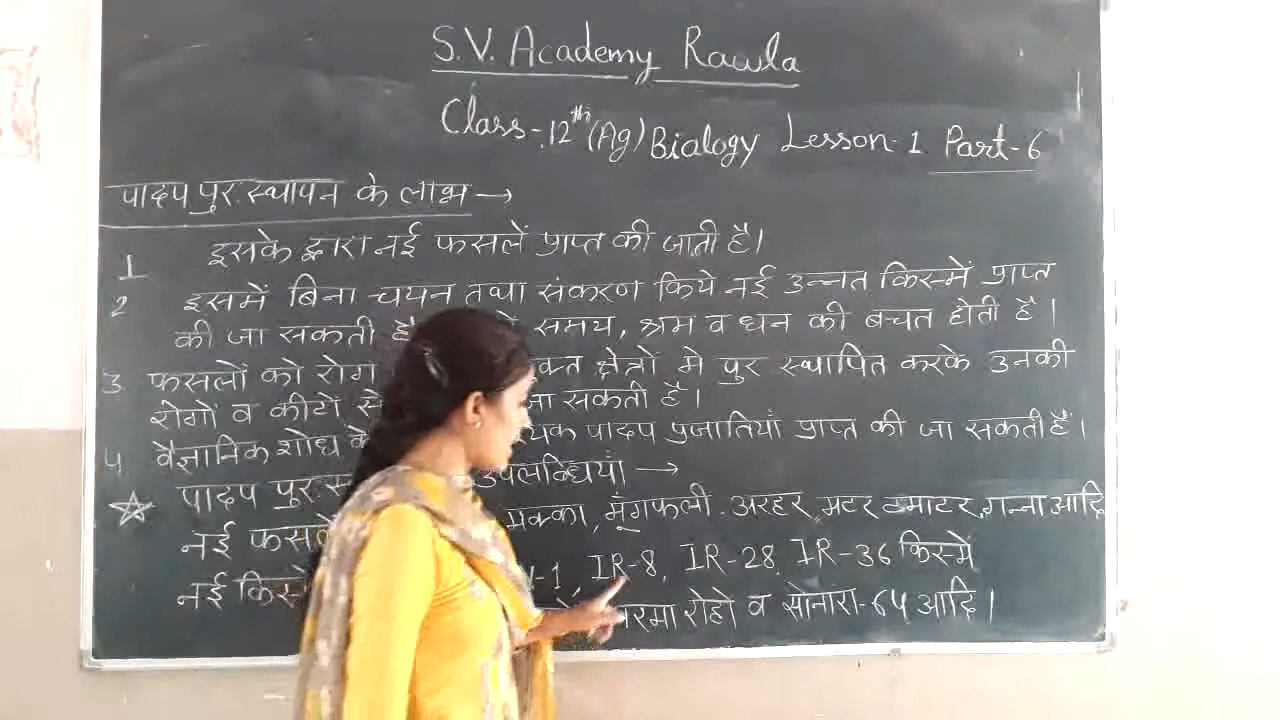 S.V. Academy Rawla
Class-12th (Ag) Biology Lesson-1 Part-6
पादप पुर:स्थापन के लाभ →
1 इसके द्वारा नई फसलें प्राप्त की जाती है।
2 इसमें बिना चयन तथा संकरण किये नई उन्नत किस्में प्राप्त
की जा सकती है समय, श्रम व धन की बचत होती है।
3 फसलों को रोग क्षेत्रों मे पुर स्थापित करके उनकी
रोगों व कीटों से जा सकती है।
4 वैज्ञानिक शोध के पादप प्रजातियाँ प्राप्त की जा सकती हैं।
☆ पादप पुर उपलब्धियां →
नई फसलें मक्का, मूंगफली. अरहर, मटर टमाटर, गन्ना आदि
नई -1, IR-8, IR-28, IR-36 किस्में
रोहो व सोनारा-64 आदि।